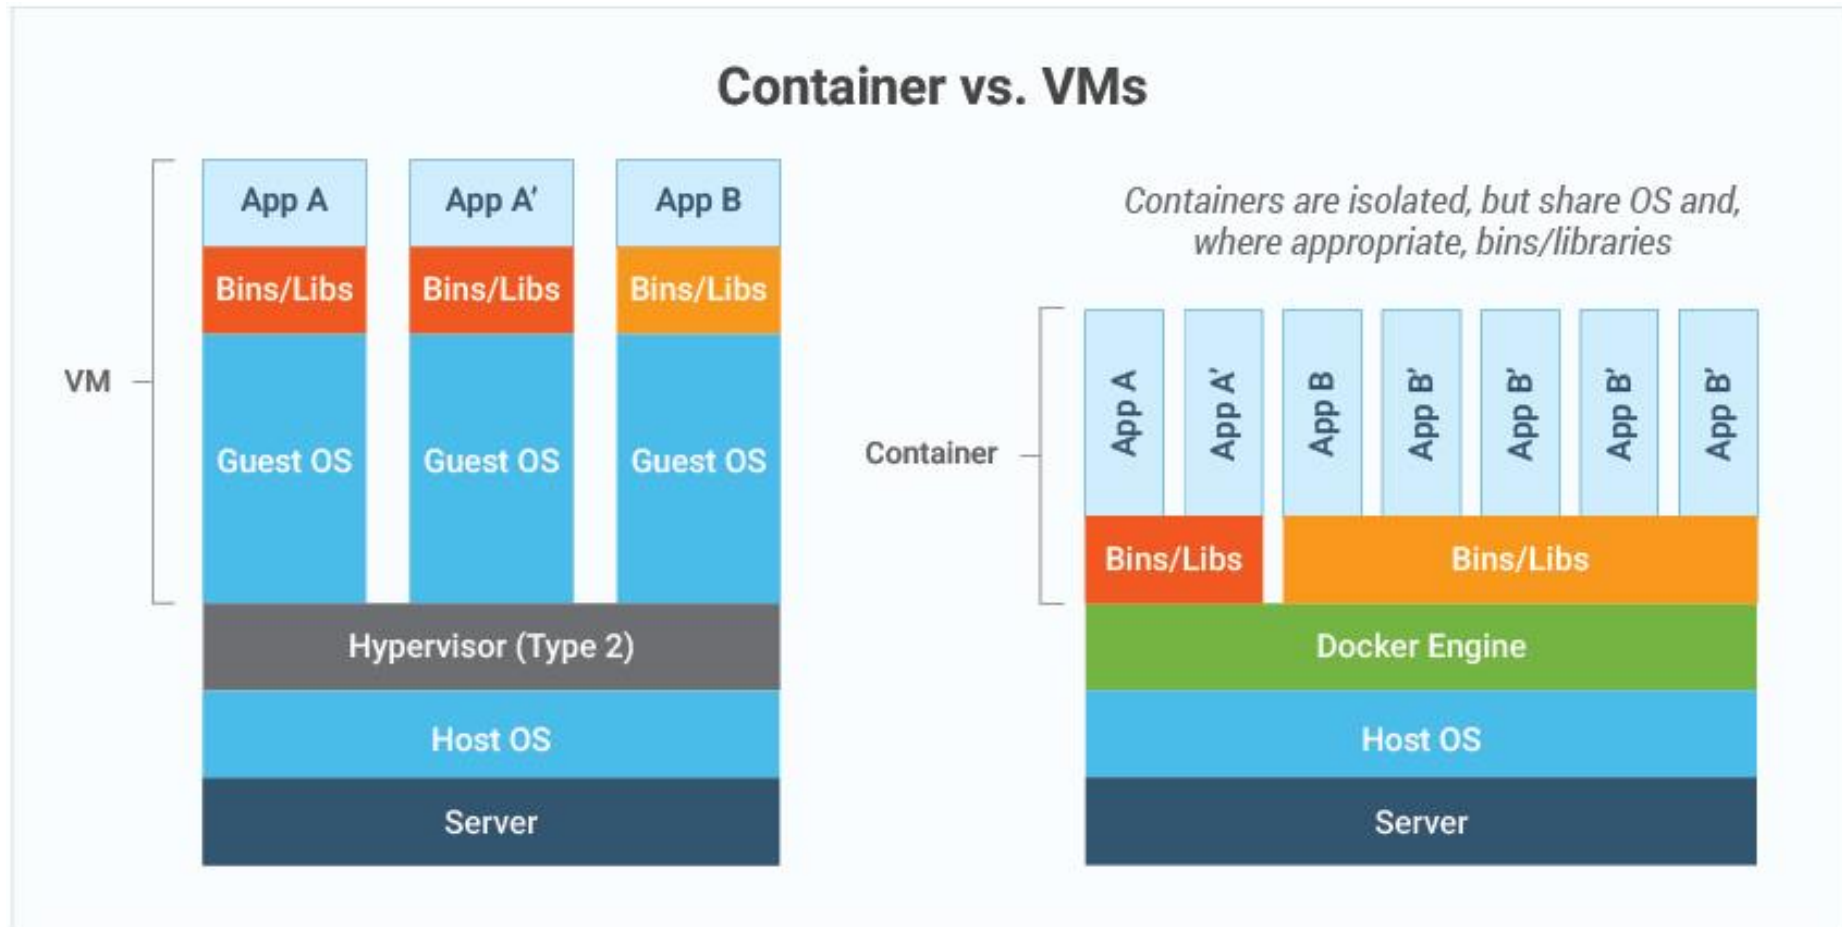 Container vs. VMs
App A
App A′
App B
Bins/Libs
Bins/Libs
Bins/Libs
VM
Guest OS
Guest OS
Guest OS
Hypervisor (Type 2)
Host OS
Server
Containers are isolated, but share OS and,
where appropriate, bins/libraries
Container
App A
App A′
App B
App B′
App B′
App B′
App B′
Bins/Libs
Bins/Libs
Docker Engine
Host OS
Server